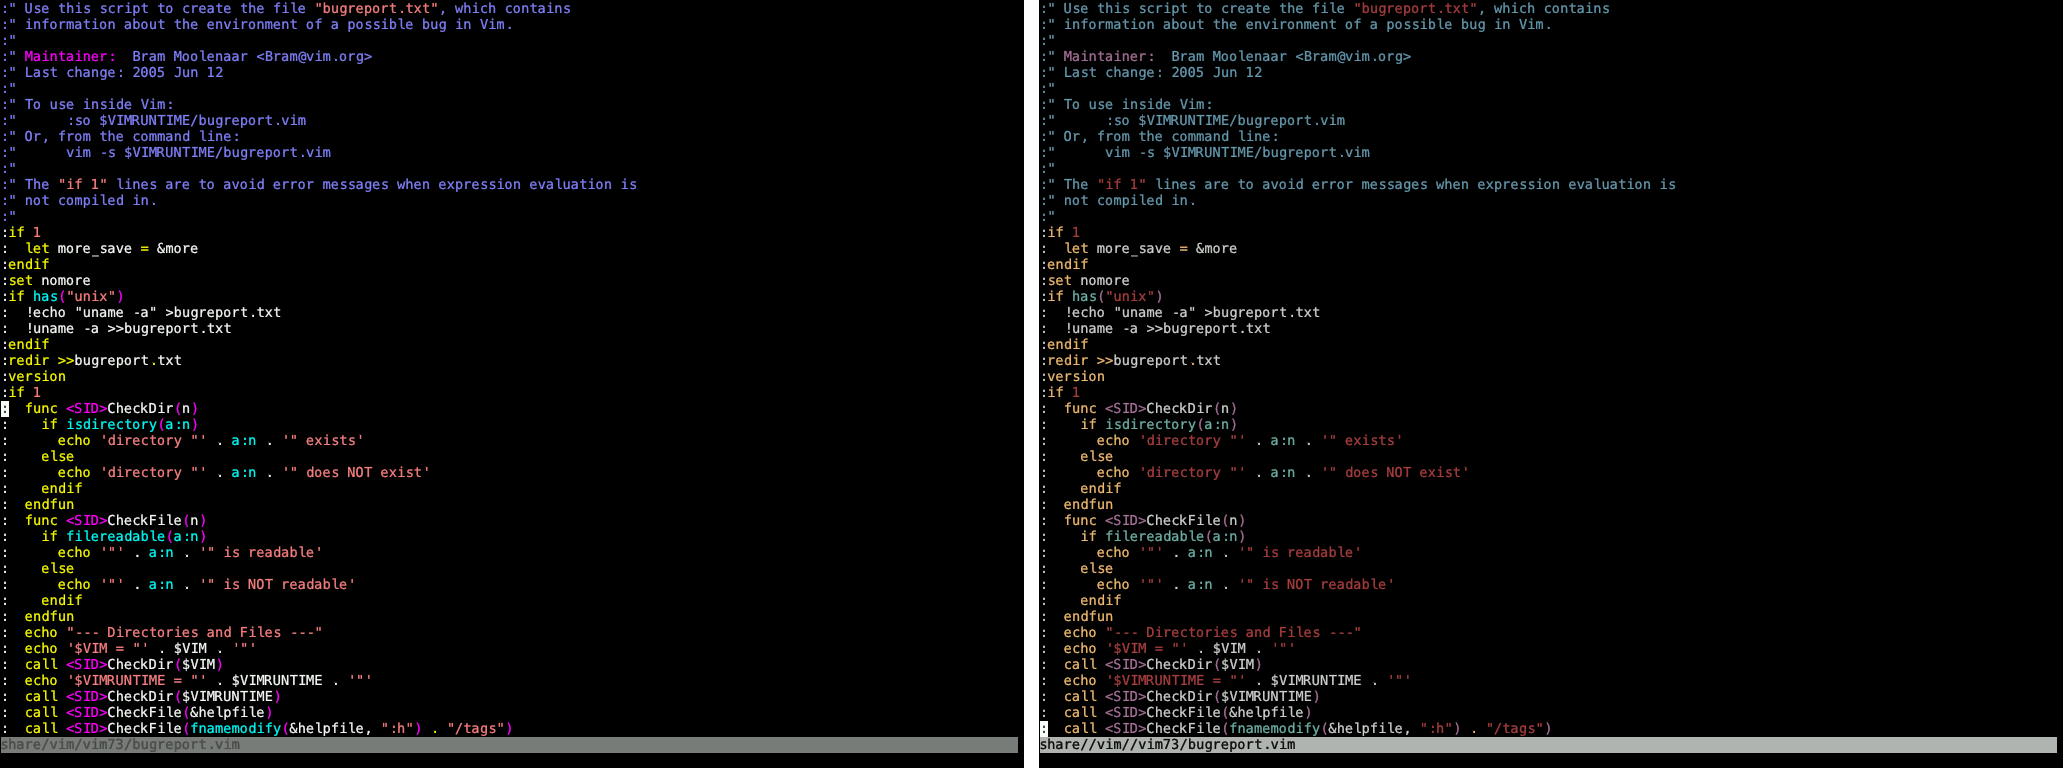 :" Use this script to create the file "bugreport.txt", which contains
:" information about the environment of a possible bug in Vim.
:"
:" Maintainer:  Bram Moolenaar <Bram@vim.org>
:" Last change: 2005 Jun 12
:"
:" To use inside Vim:
:"      :so $VIMRUNTIME/bugreport.vim
:" Or, from the command line:
:"      vim -s $VIMRUNTIME/bugreport.vim
:"
:" The "if 1" lines are to avoid error messages when expression evaluation is
:" not compiled in.
:"
:if 1
:  let more_save = &more
:endif
:set nomore
:if has("unix")
:  !echo "uname -a" >bugreport.txt
:  !uname -a >>bugreport.txt
:endif
:redir >>bugreport.txt
:version
:if 1
:  func <SID>CheckDir(n)
:    if isdirectory(a:n)
:      echo 'directory "' . a:n . '" exists'
:    else
:      echo 'directory "' . a:n . '" does NOT exist'
:    endif
:  endfun
:  func <SID>CheckFile(n)
:    if filereadable(a:n)
:      echo '"' . a:n . '" is readable'
:    else
:      echo '"' . a:n . '" is NOT readable'
:    endif
:  endfun
:  echo "--- Directories and Files ---"
:  echo '$VIM = "' . $VIM . '"'
:  call <SID>CheckDir($VIM)
:  echo '$VIMRUNTIME = "' . $VIMRUNTIME . '"'
:  call <SID>CheckDir($VIMRUNTIME)
:  call <SID>CheckFile(&helpfile)
:  call <SID>CheckFile(fnamemodify(&helpfile, ":h") . "/tags")
share/vim/vim73/bugreport.vim
:" Use this script to create the file "bugreport.txt", which contains
:" information about the environment of a possible bug in Vim.
:"
:" Maintainer:  Bram Moolenaar <Bram@vim.org>
:" Last change: 2005 Jun 12
:"
:" To use inside Vim:
:"      :so $VIMRUNTIME/bugreport.vim
:" Or, from the command line:
:"      vim -s $VIMRUNTIME/bugreport.vim
:"
:" The "if 1" lines are to avoid error messages when expression evaluation is
:" not compiled in.
:"
:if 1
:  let more_save = &more
:endif
:set nomore
:if has("unix")
:  !echo "uname -a" >bugreport.txt
:  !uname -a >>bugreport.txt
:endif
:redir >>bugreport.txt
:version
:if 1
:  func <SID>CheckDir(n)
:    if isdirectory(a:n)
:      echo 'directory "' . a:n . '" exists'
:    else
:      echo 'directory "' . a:n . '" does NOT exist'
:    endif
:  endfun
:  func <SID>CheckFile(n)
:    if filereadable(a:n)
:      echo '"' . a:n . '" is readable'
:    else
:      echo '"' . a:n . '" is NOT readable'
:    endif
:  endfun
:  echo "--- Directories and Files ---"
:  echo '$VIM = "' . $VIM . '"'
:  call <SID>CheckDir($VIM)
:  echo '$VIMRUNTIME = "' . $VIMRUNTIME . '"'
:  call <SID>CheckDir($VIMRUNTIME)
:  call <SID>CheckFile(&helpfile)
:  call <SID>CheckFile(fnamemodify(&helpfile, ":h") . "/tags")
share//vim//vim73/bugreport.vim